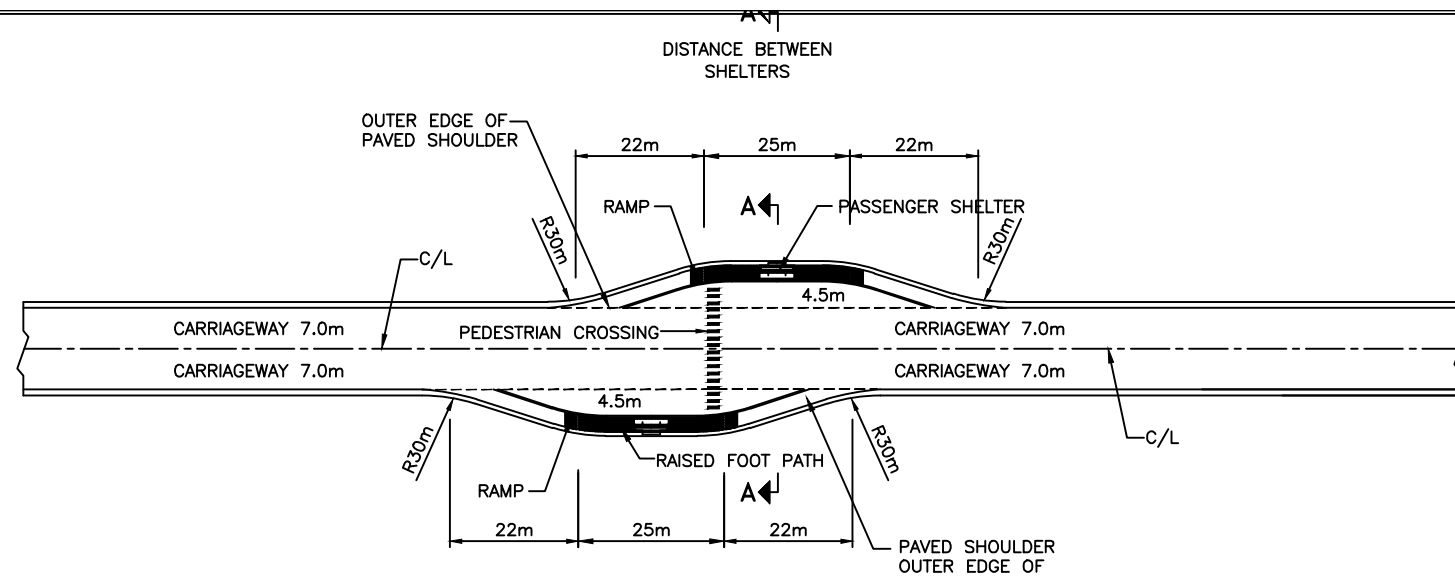 A
DISTANCE BETWEEN
SHELTERS
OUTER EDGE OF
PAVED SHOULDER
22m
25m
22m
RAMP
A
PASSENGER SHELTER
R30m
R30m
C/L
4.5m
CARRIAGEWAY 7.0m
PEDESTRIAN CROSSING
CARRIAGEWAY 7.0m
CARRIAGEWAY 7.0m
CARRIAGEWAY 7.0m
4.5m
R30m
R30m
C/L
RAISED FOOT PATH
RAMP
A
22m
25m
22m
PAVED SHOULDER
OUTER EDGE OF